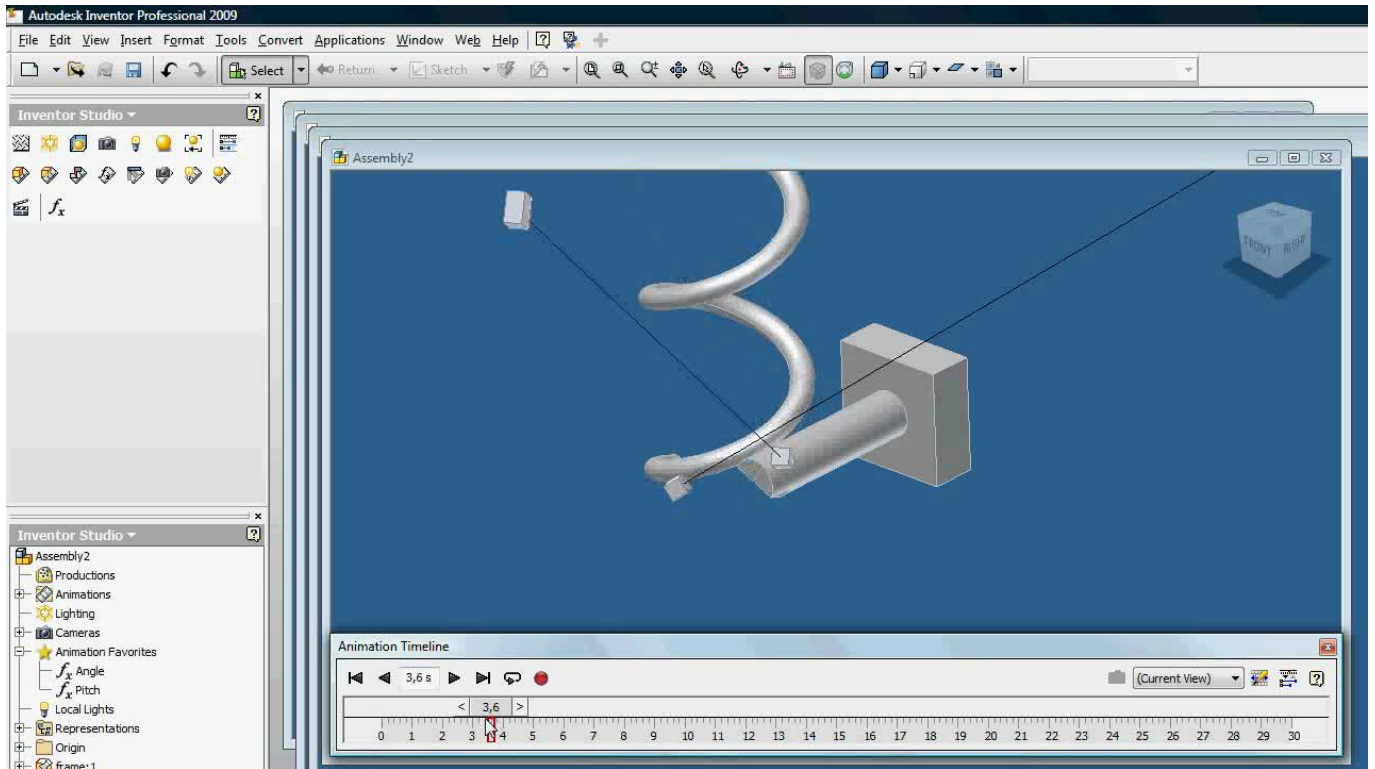 Autodesk Inventor Professional 2009
File Edit View Insert Format Tools Convert Applications Window Web Help
Select Return Sketch
Inventor Studio
fx
Assembly2
TOP
FRONT RIGHT
Inventor Studio
Assembly2
Productions
Animations
Lighting
Cameras
Animation Favorites
fx Angle
fx Pitch
Local Lights
Representations
Origin
frame:1
Animation Timeline
3,6 s (Current View)
< 3,6 >
0 1 2 3 4 5 6 7 8 9 10 11 12 13 14 15 16 17 18 19 20 21 22 23 24 25 26 27 28 29 30